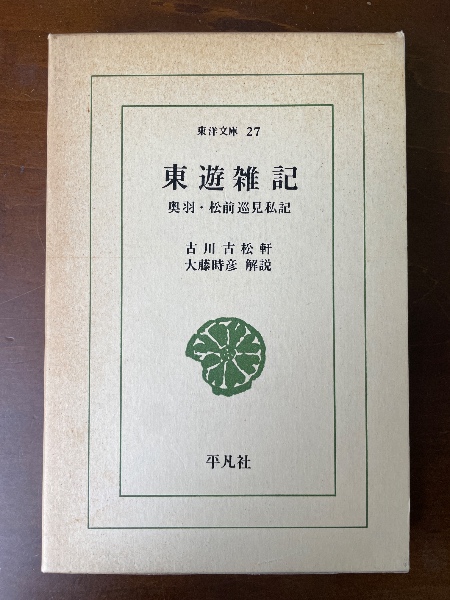 東洋文庫 27
東遊雑記
奥羽・松前巡見私記
古川古松軒
大藤時彦 解説
平凡社